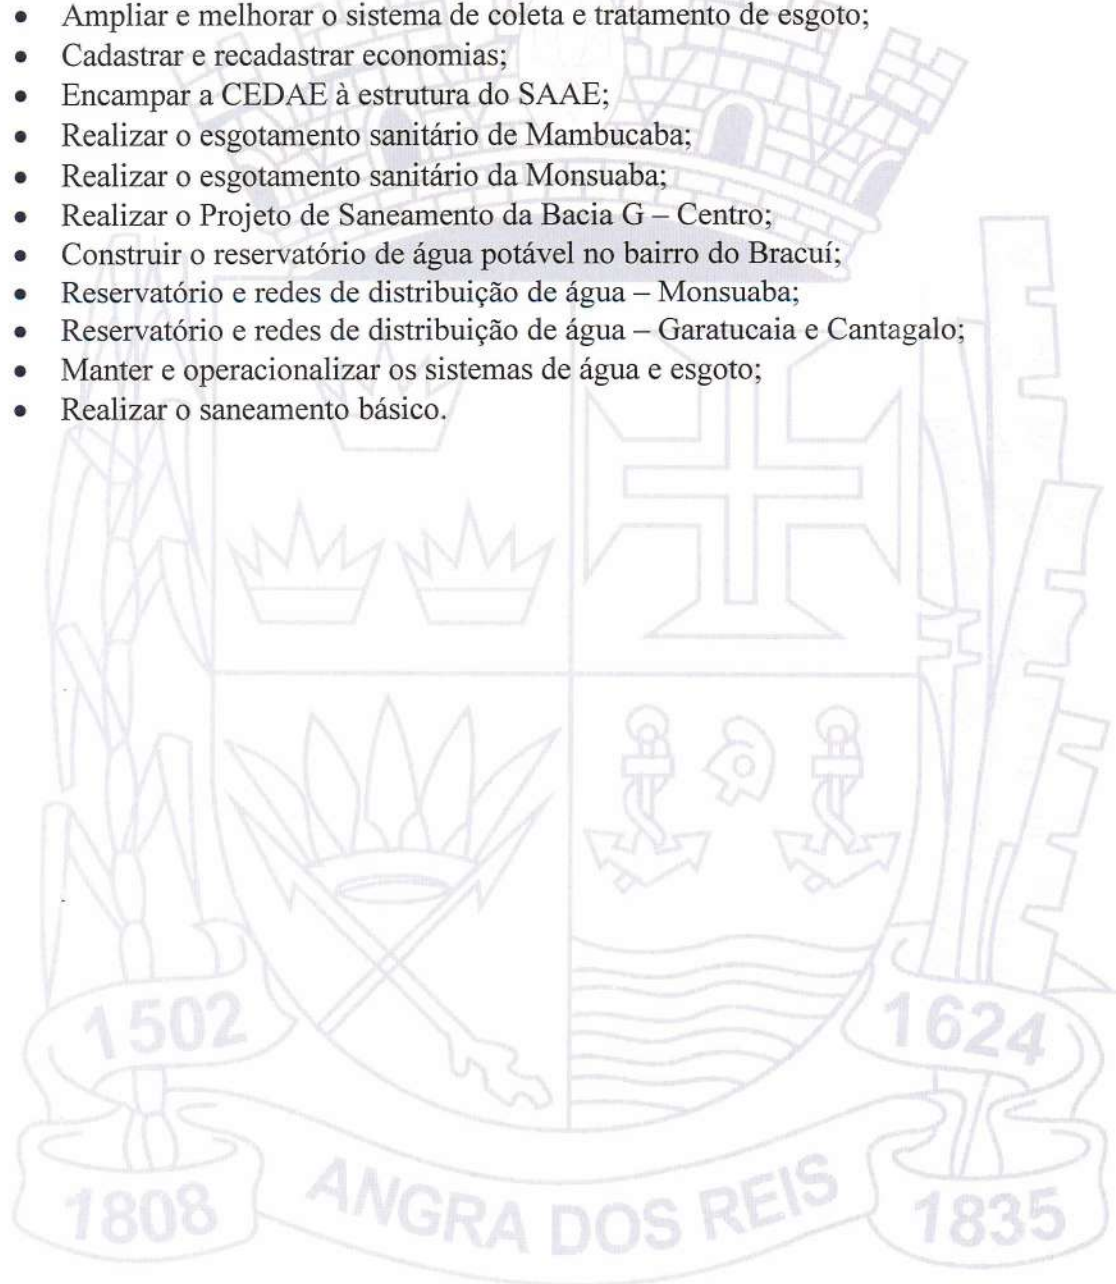 • Ampliar e melhorar o sistema de coleta e tratamento de esgoto;
• Cadastrar e recadastrar economias;
• Encampar a CEDAE à estrutura do SAAE;
• Realizar o esgotamento sanitário de Mambucaba;
• Realizar o esgotamento sanitário da Monsuaba;
• Realizar o Projeto de Saneamento da Bacia G – Centro;
• Construir o reservatório de água potável no bairro do Bracuí;
• Reservatório e redes de distribuição de água – Monsuaba;
• Reservatório e redes de distribuição de água – Garatucaia e Cantagalo;
• Manter e operacionalizar os sistemas de água e esgoto;
• Realizar o saneamento básico.
1502
1624
1808
ANGRA DOS REIS
1835